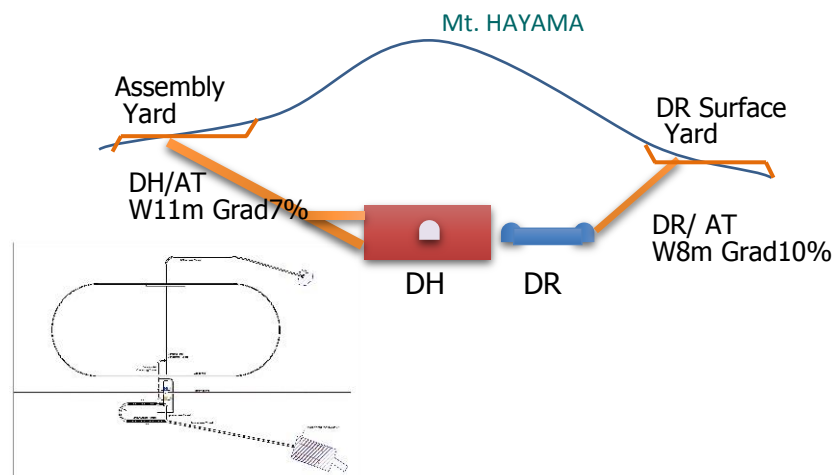 Mt. HAYAMA
Assembly
Yard
DR Surface
Yard
DH/AT
W11m Grad7%
DR/ AT
W8m Grad10%
DH
DR